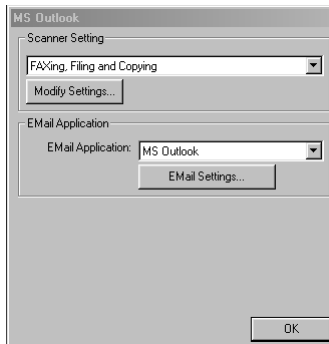 MS Outlook
Scanner Setting
FAXing, Filing and Copying
Modify Settings...
EMail Application
EMail Application: MS Outlook
EMail Settings...
OK